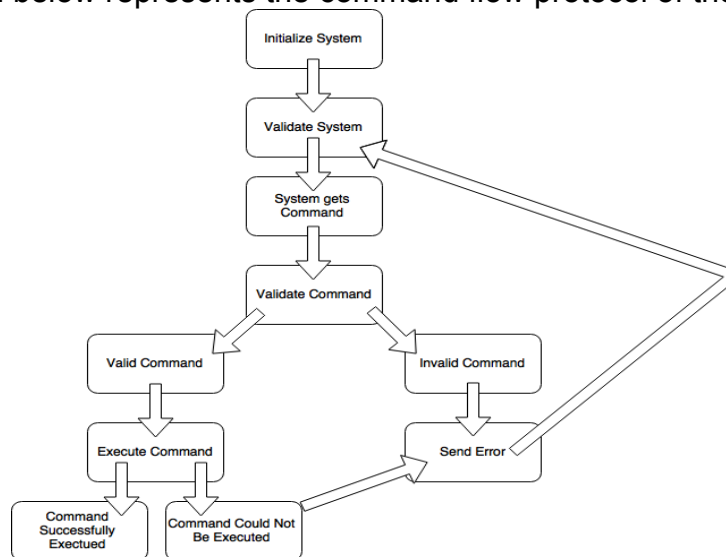 below represents the command flow protocol of the
Initialize System
Validate System
System gets
Command
Validate Command
Valid Command
Invalid Command
Execute Command
Send Error
Command
Successfully
Exectued
Command Could Not
Be Executed